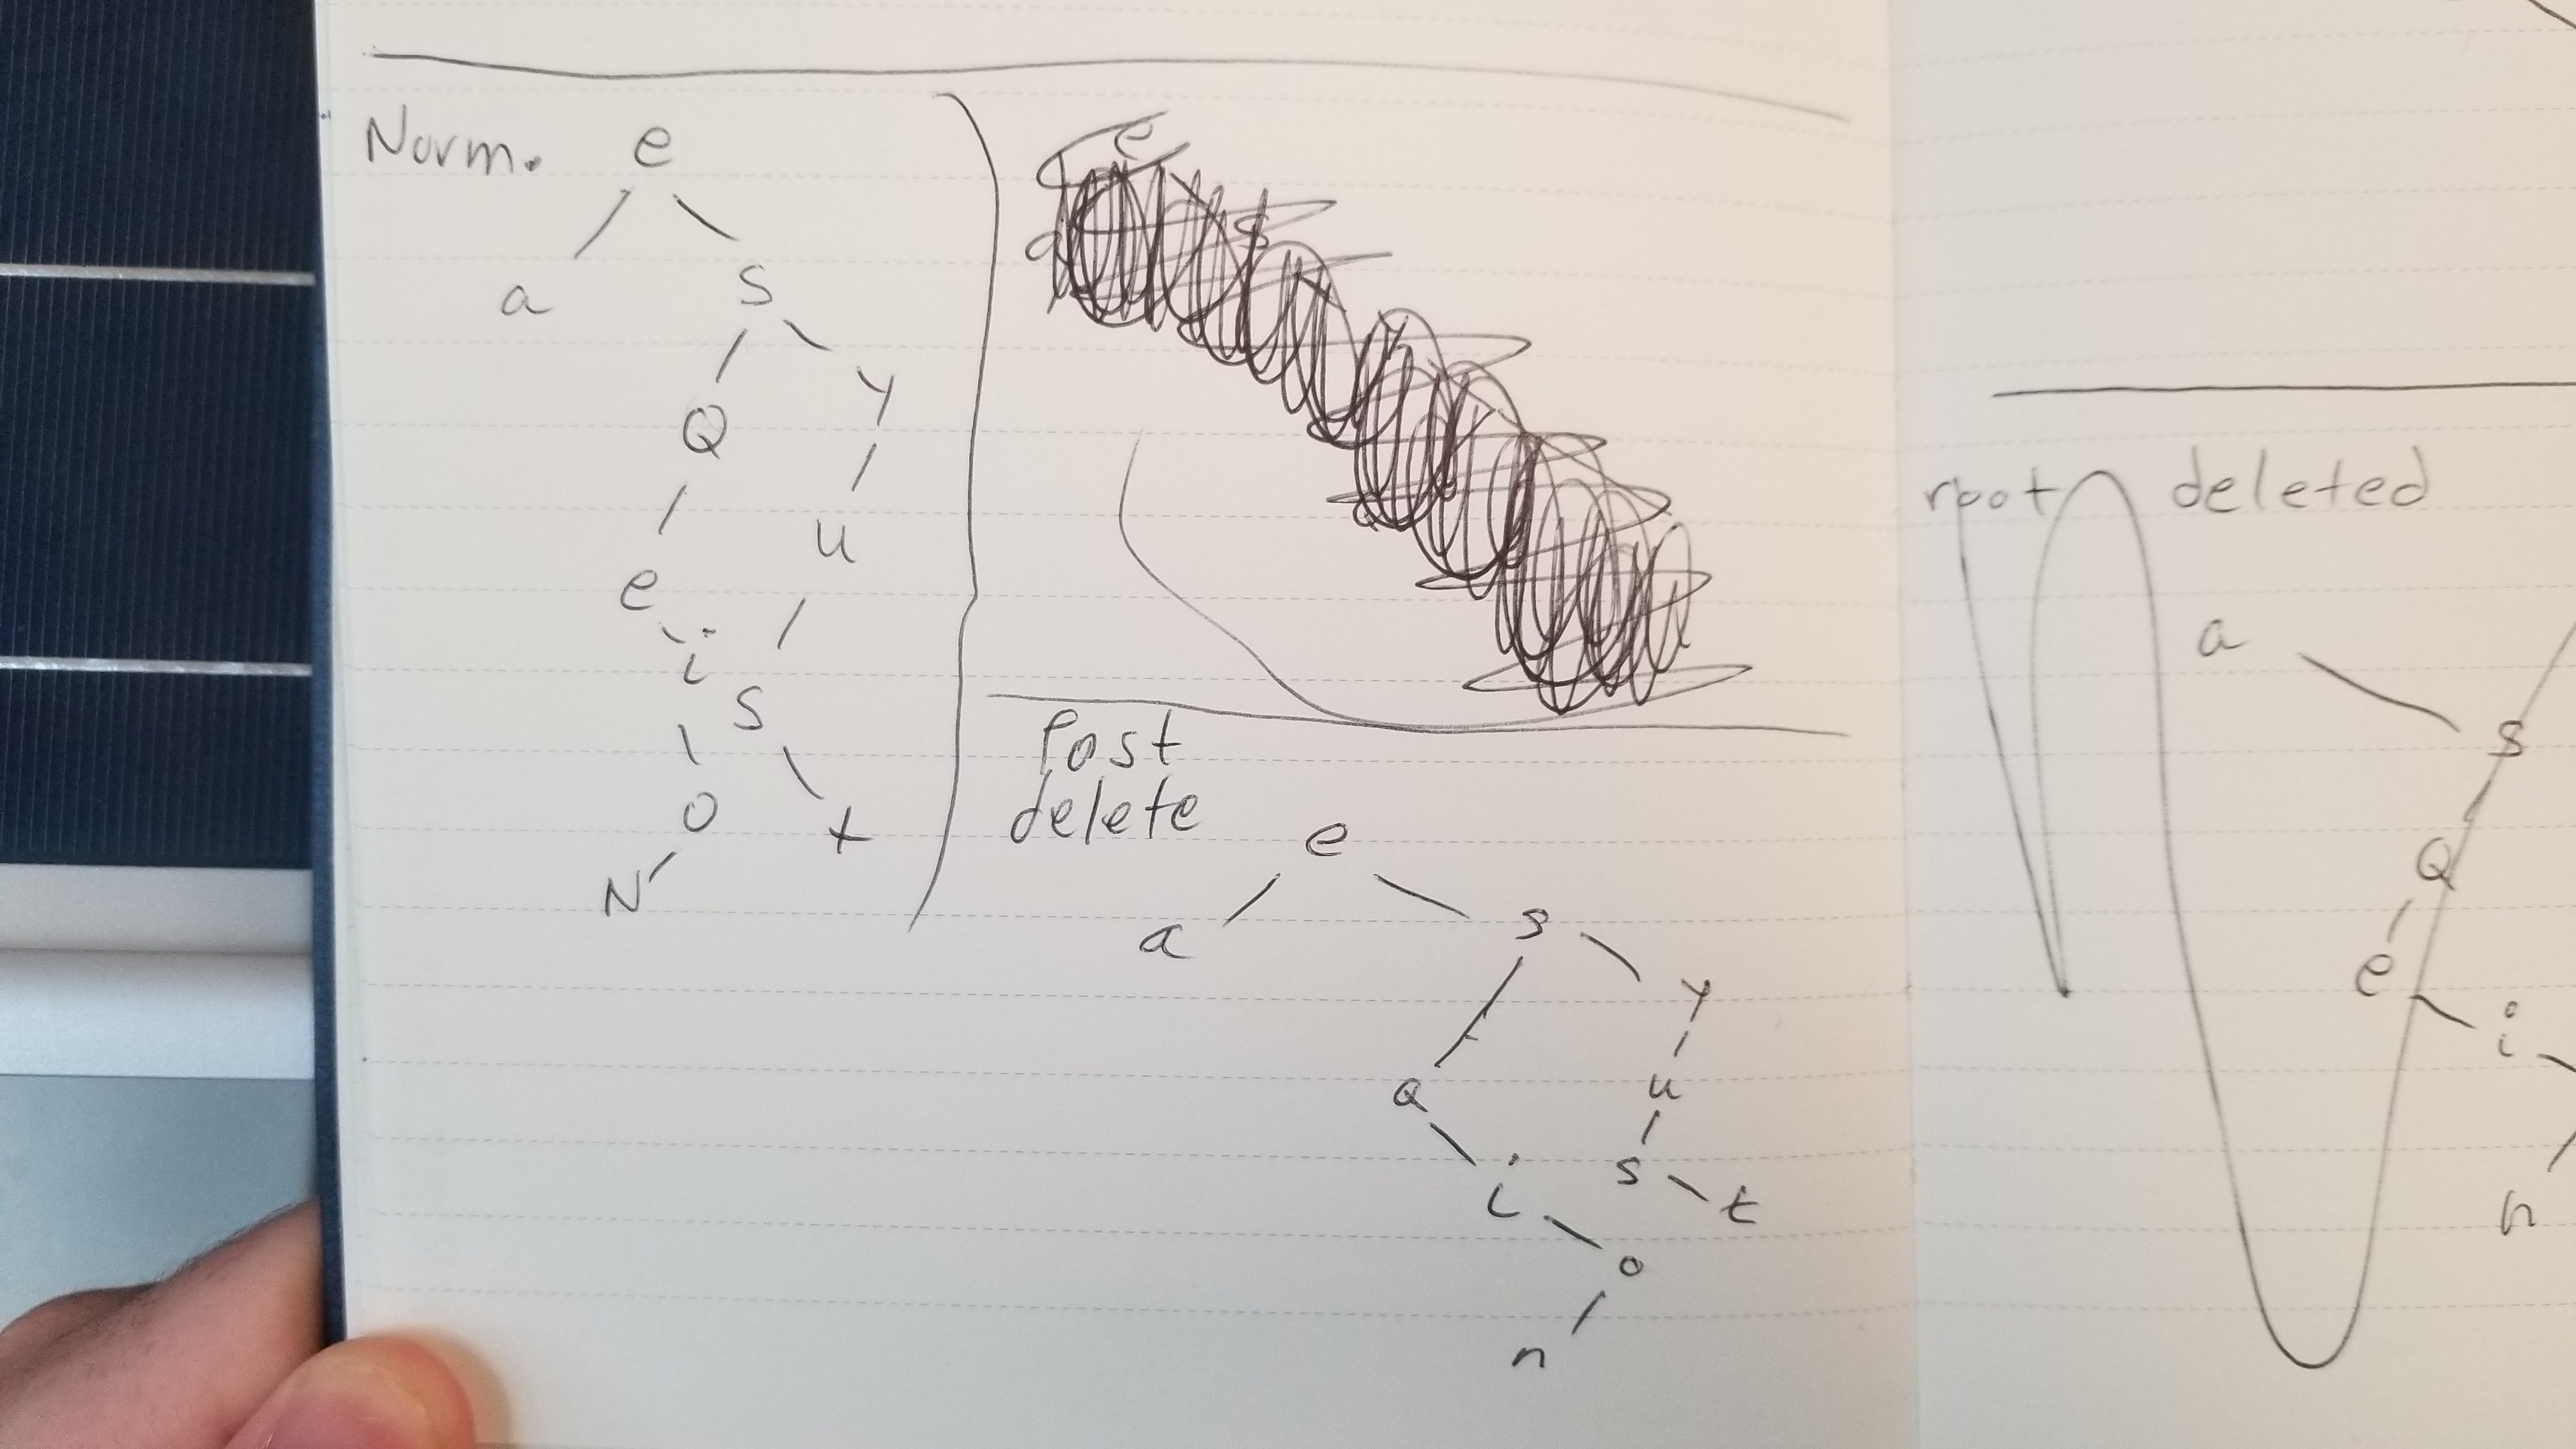 Norm. e
a S
Q y
e u
i
S
O t
N
Post
delete e
a s
y
Q u
i s
t
o
n
root deleted
a
S
Q
e
i
n